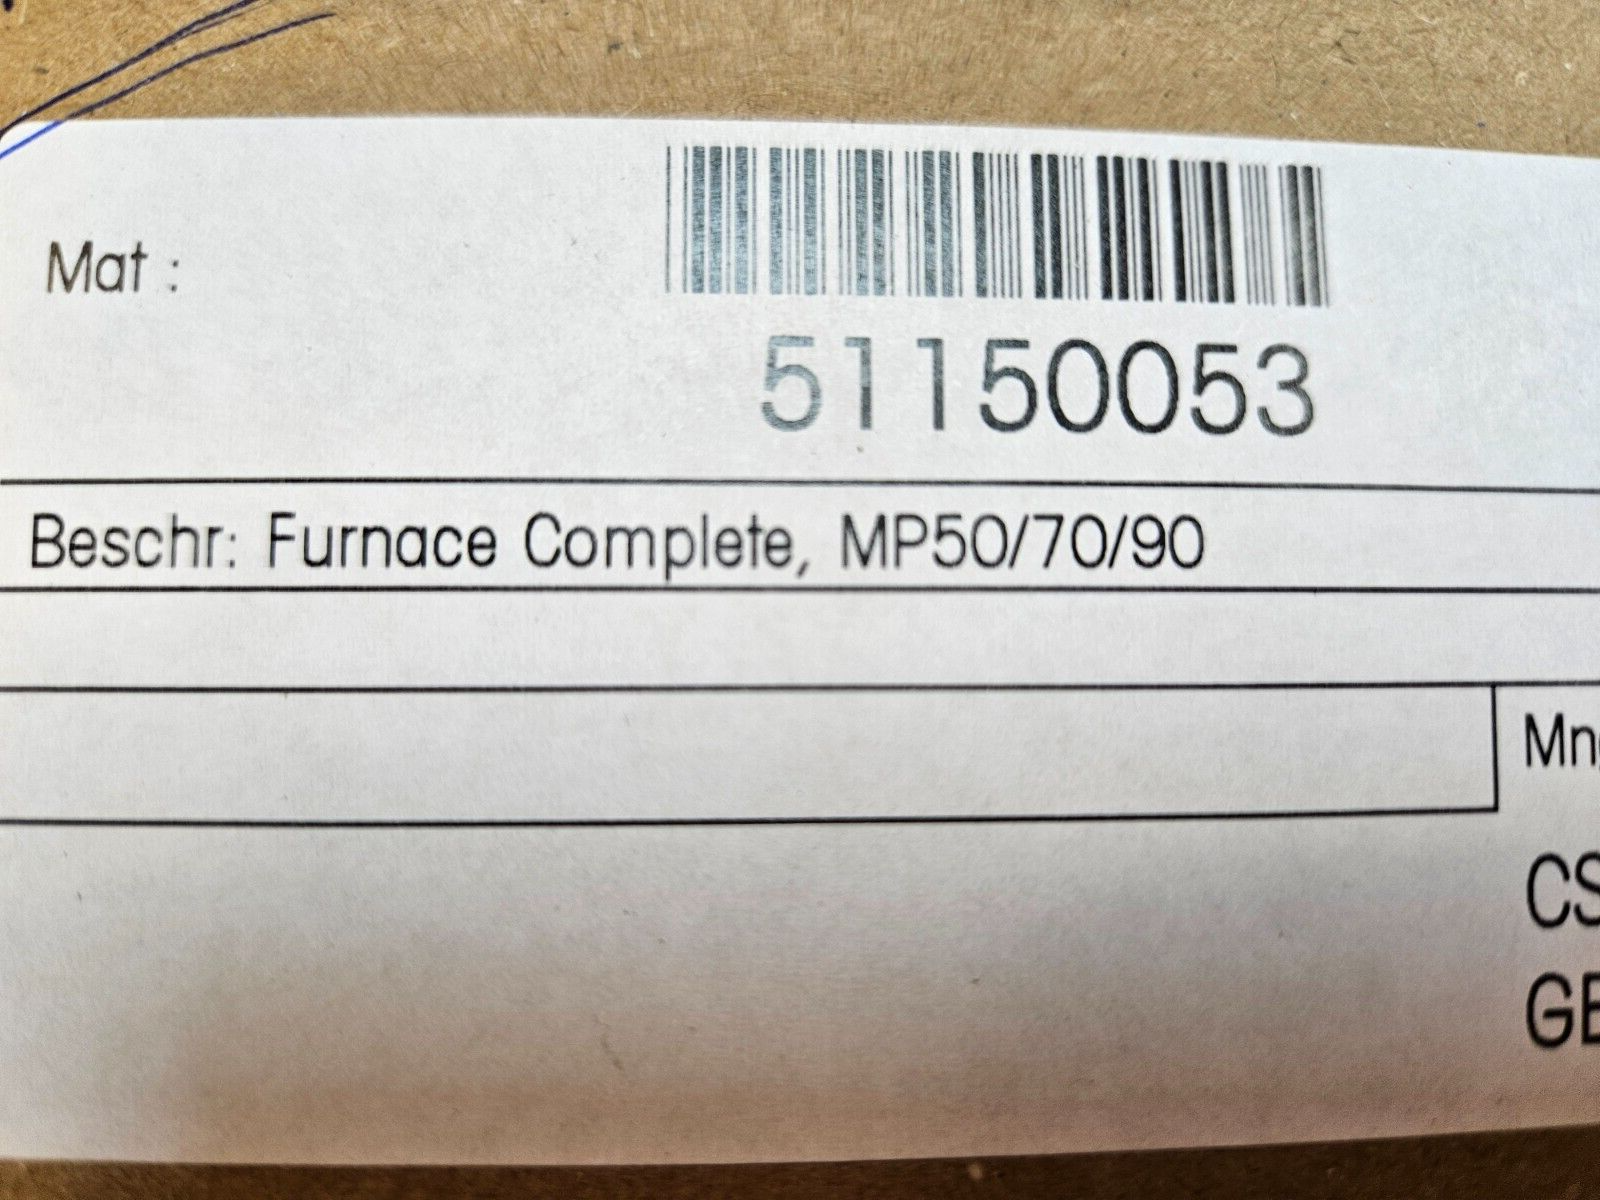 Mat :
51150053
Beschr: Furnace Complete, MP50/70/90